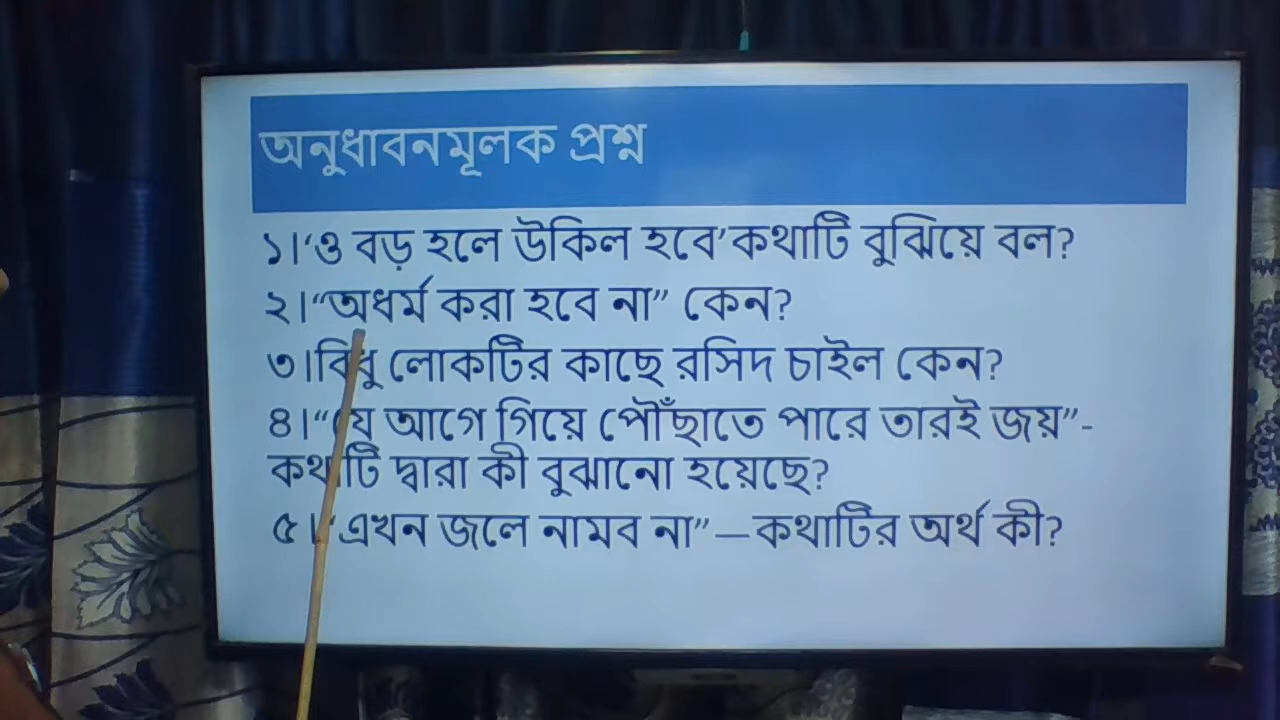 অনুধাবনমূলক প্রশ্ন
১।‘ও বড় হলে উকিল হবে’কথাটি বুঝিয়ে বল?
২।“অধর্ম করা হবে না” কেন?
৩।বিধু লোকটির কাছে রসিদ চাইল কেন?
৪।“যে আগে গিয়ে পৌঁছাতে পারে তারই জয়”-
কথাটি দ্বারা কী বুঝানো হয়েছে?
৫।“এখন জলে নামব না”—কথাটির অর্থ কী?